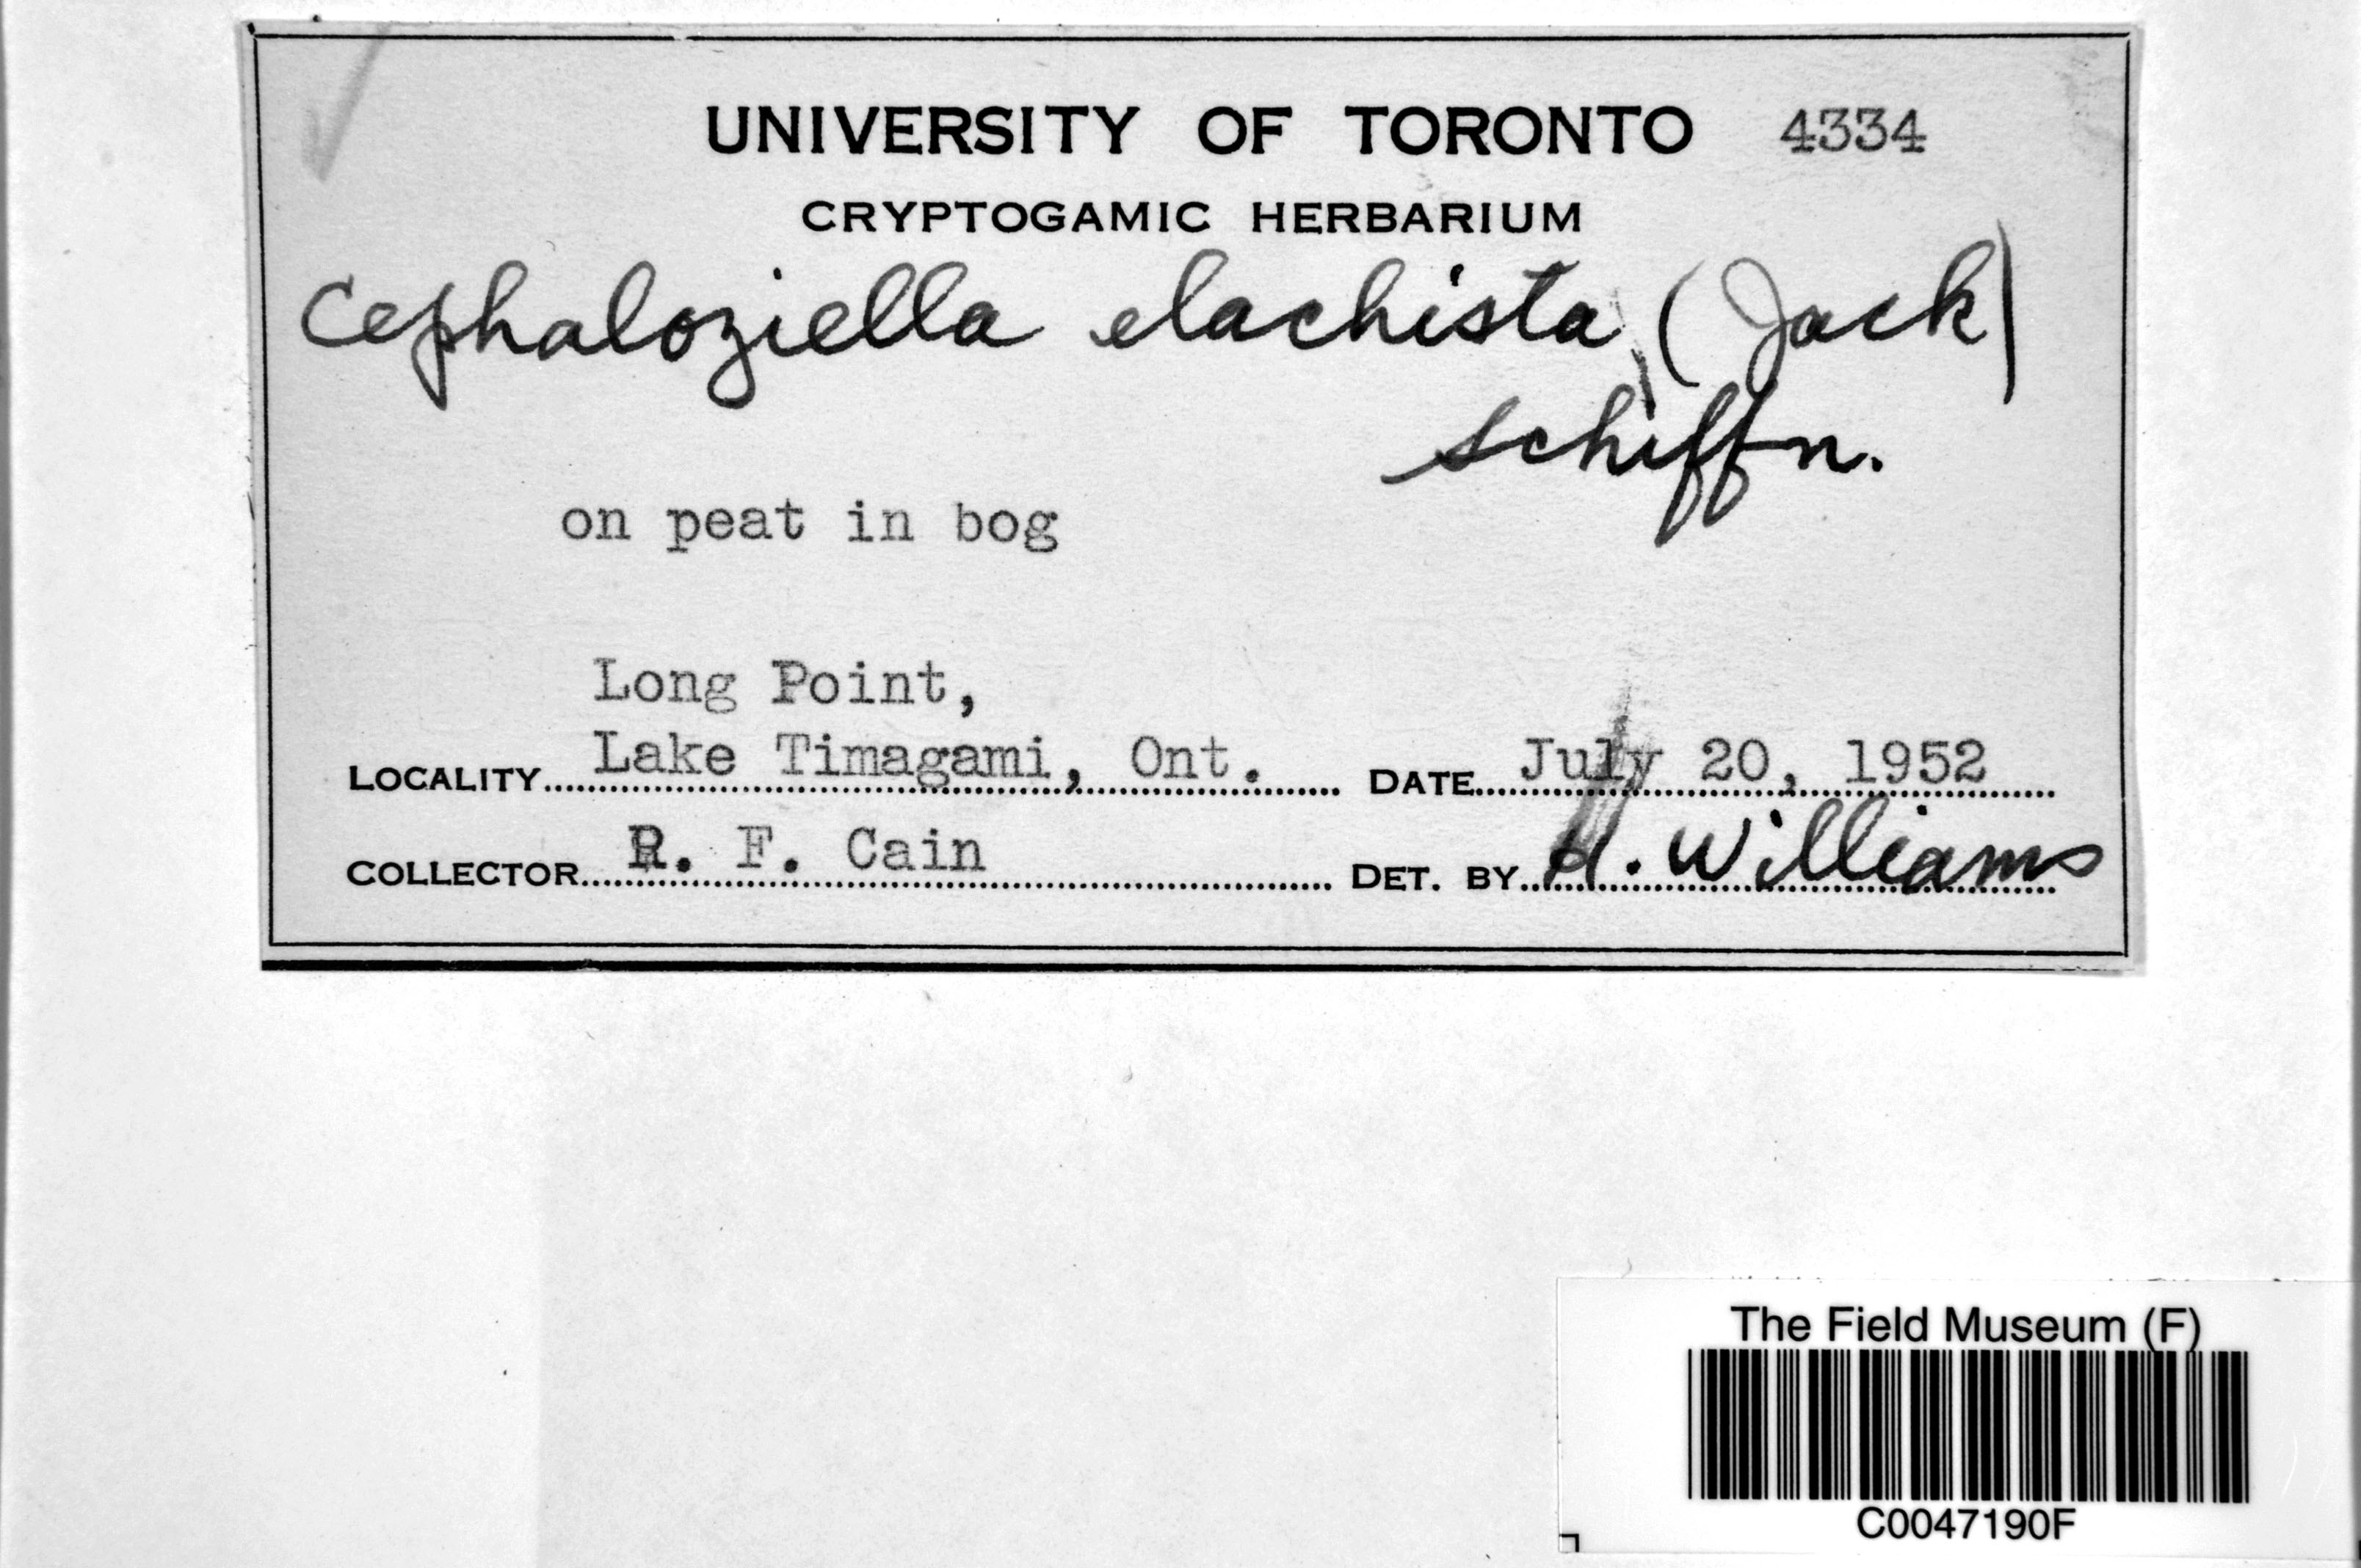 UNIVERSITY OF TORONTO 4334
CRYPTOGAMIC HERBARIUM
Cephaloziella elachista (Jack)
Schiffn.
on peat in bog
Long Point,
LOCALITY Lake Timagami, Ont. DATE July 20, 1952
COLLECTOR R. F. Cain DET. BY H. Williams
The Field Museum (F)
C0047190F